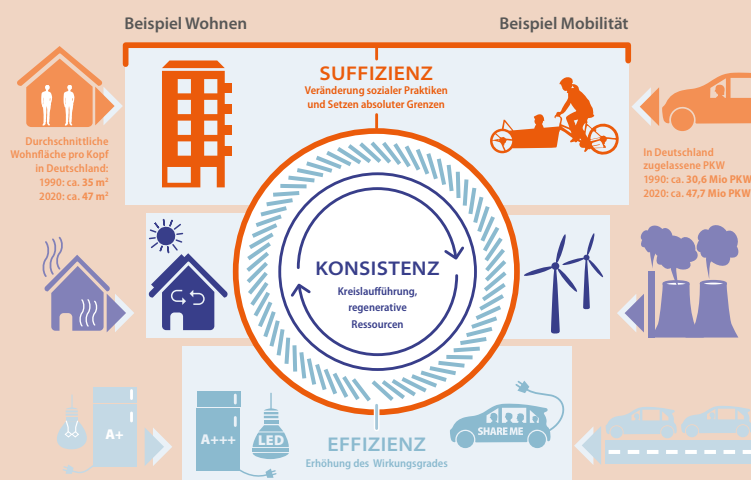 Beispiel Wohnen
Beispiel Mobilität
SUFFIZIENZ
Veränderung sozialer Praktiken
und Setzen absoluter Grenzen
Durchschnittliche
Wohnfläche pro Kopf
in Deutschland:
1990: ca. 35 m²
2020: ca. 47 m²
In Deutschland
zugelassene PKW
1990: ca. 30,6 Mio PKW
2020: ca. 47,7 Mio PKW
KONSISTENZ
Kreislaufführung,
regenerative
Ressourcen
A+
A+++
LED
EFFIZIENZ
Erhöhung des Wirkungsgrades
SHARE ME